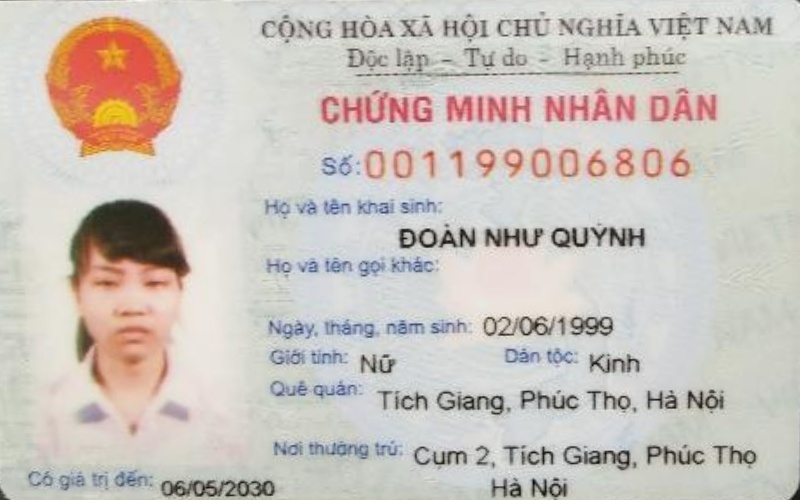 CỘNG HÒA XÃ HỘI CHỦ NGHĨA VIỆT NAM
Độc lập - Tự do - Hạnh phúc
CHỨNG MINH NHÂN DÂN
Số: 001199006806
Họ và tên khai sinh:
ĐOÀN NHƯ QUỲNH
Họ và tên gọi khác:
Ngày, tháng, năm sinh: 02/06/1999
Giới tính: Nữ Dân tộc: Kinh
Quê quán: Tích Giang, Phúc Thọ, Hà Nội
Nơi thường trú: Cụm 2, Tích Giang, Phúc Thọ
Hà Nội
Có giá trị đến: 06/05/2030